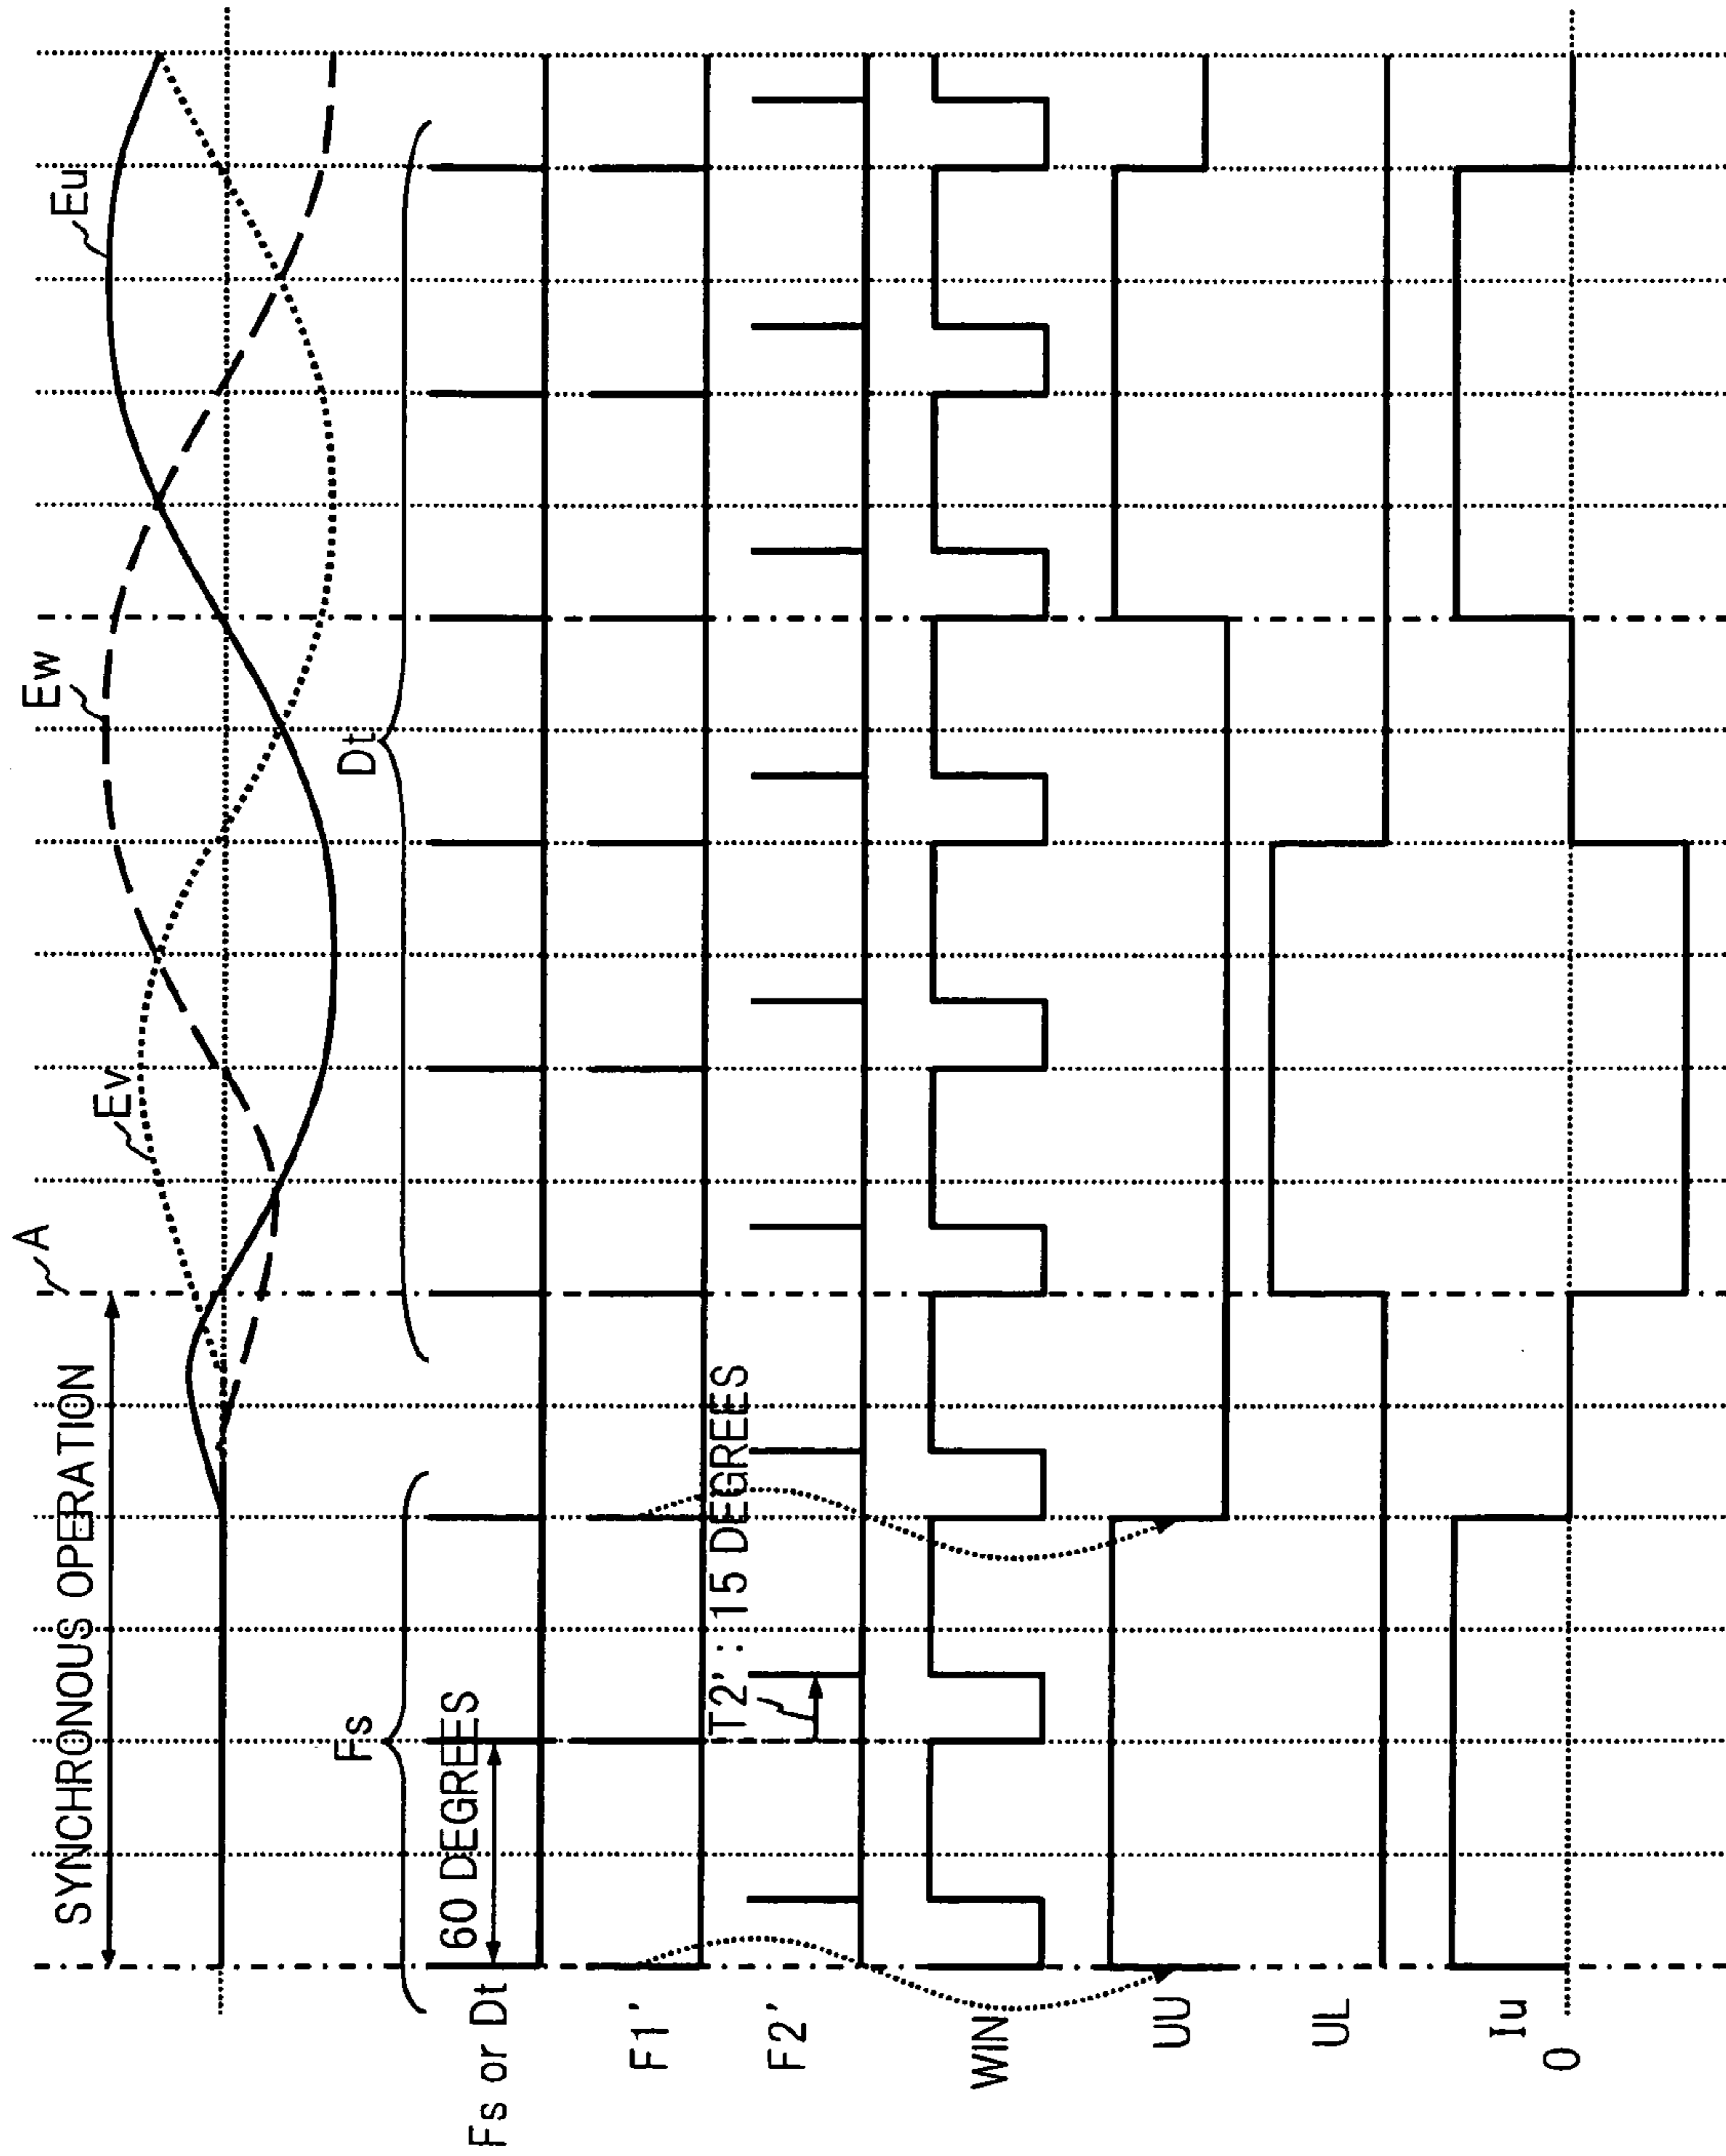 SYNCHRONOUS OPERATION
A
Ev
Ew
Eu
Fs
Dt
Fs or Dt
60 DEGREES
F1'
F2'
T2': 15 DEGREES
WIN
UU
UL
Iu
0